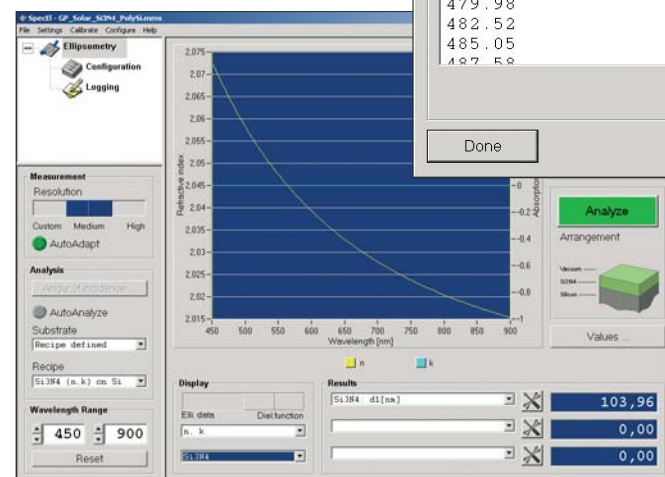 479.98
482.52
485.05
487.58
Done
SpectEl - GP_Solar_Si3N4_PolySi.mms
File Settings Calibrate Configure Help
Ellipsometry
Configuration
Logging
Measurement
Resolution
Custom Medium High
AutoAdapt
Analysis
Angle of incidence ...
AutoAnalyze
Substrate
Recipe defined
Recipe
Si3N4 (n.k) on Si
Wavelength Range
450 900
Reset
Refractive index
2.075
2.07
2.065
2.06
2.055
2.05
2.045
2.04
2.035
2.03
2.025
2.02
2.015
450 500 550 600 650 700 750 800 850 900
Wavelength [nm]
-0
-0.2
-0.4
-0.6
-0.8
-1
Absorption
n k
Display
Elli. data Diel.function
n. k
Si3N4
Results
Si3N4: d1[nm]
103,96
0,00
0,00
Analyze
Arrangement
Vacuum
Si3N4
Silicon
Values ...